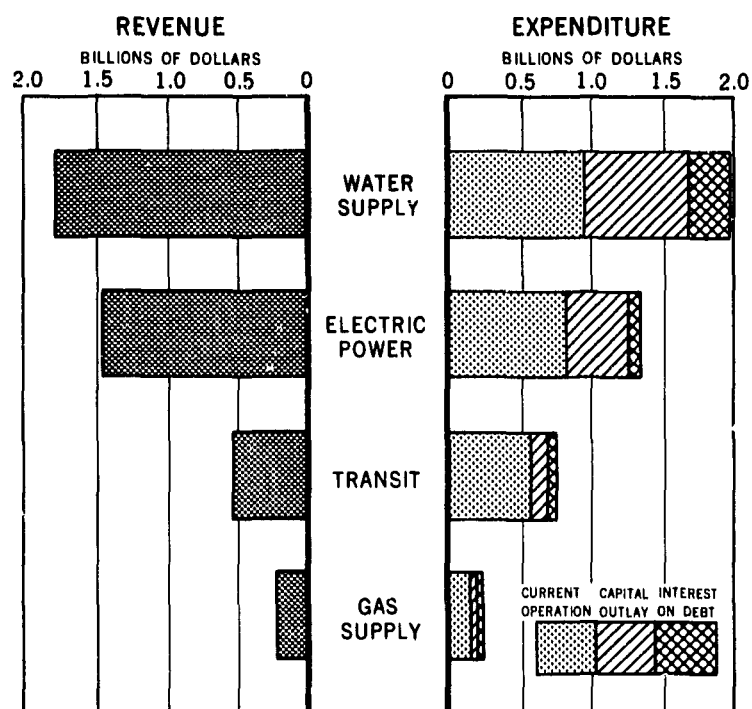 REVENUE
BILLIONS OF DOLLARS
2.0 1.5 1.0 0.5 0
EXPENDITURE
BILLIONS OF DOLLARS
0 0.5 1.0 1.5 2.0
WATER
SUPPLY
ELECTRIC
POWER
TRANSIT
GAS
SUPPLY
CURRENT CAPITAL INTEREST
OPERATION OUTLAY ON DEBT